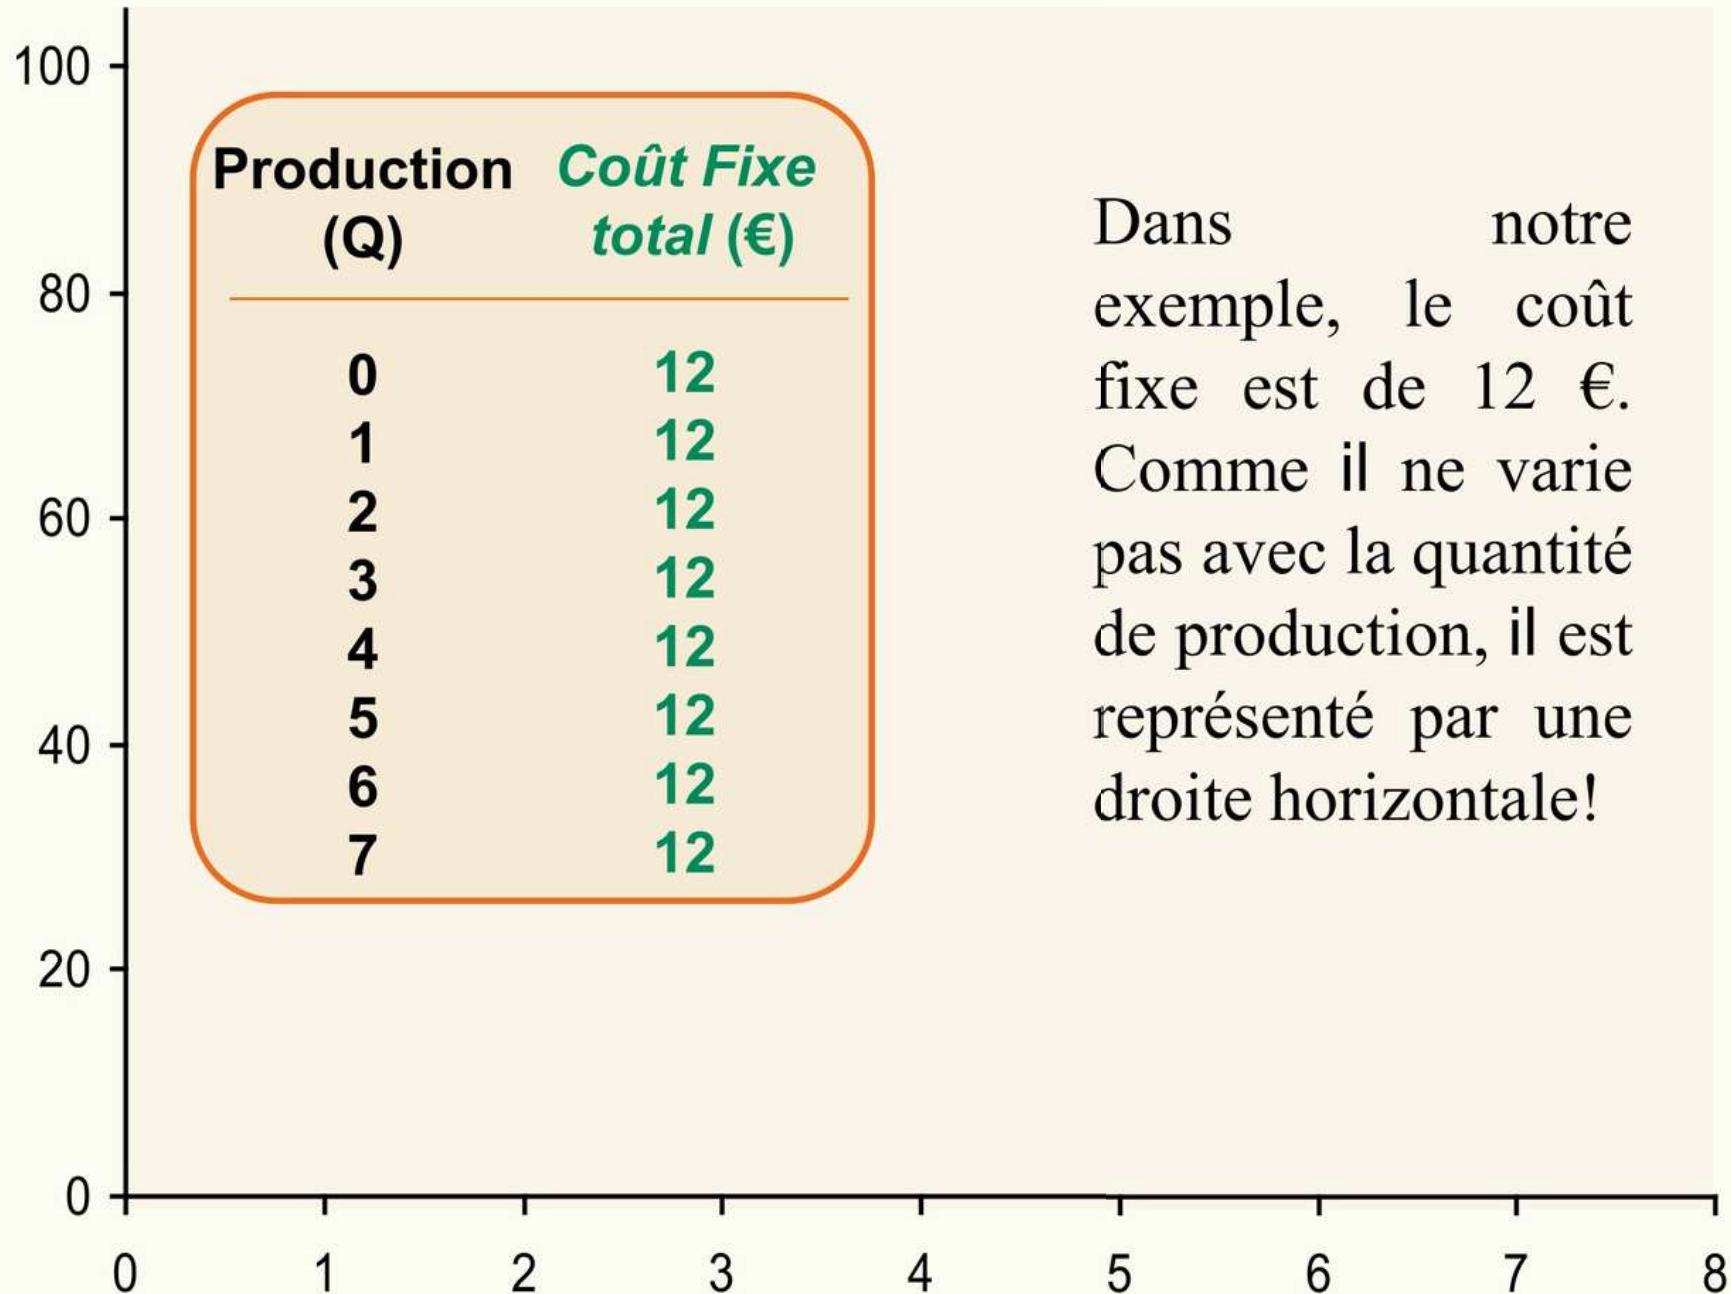 100
80
60
40
20
0
Production Coût Fixe
(Q) total (€)
0 12
1 12
2 12
3 12
4 12
5 12
6 12
7 12
Dans notre
exemple, le coût
fixe est de 12 €.
Comme il ne varie
pas avec la quantité
de production, il est
représenté par une
droite horizontale!
0 1 2 3 4 5 6 7 8